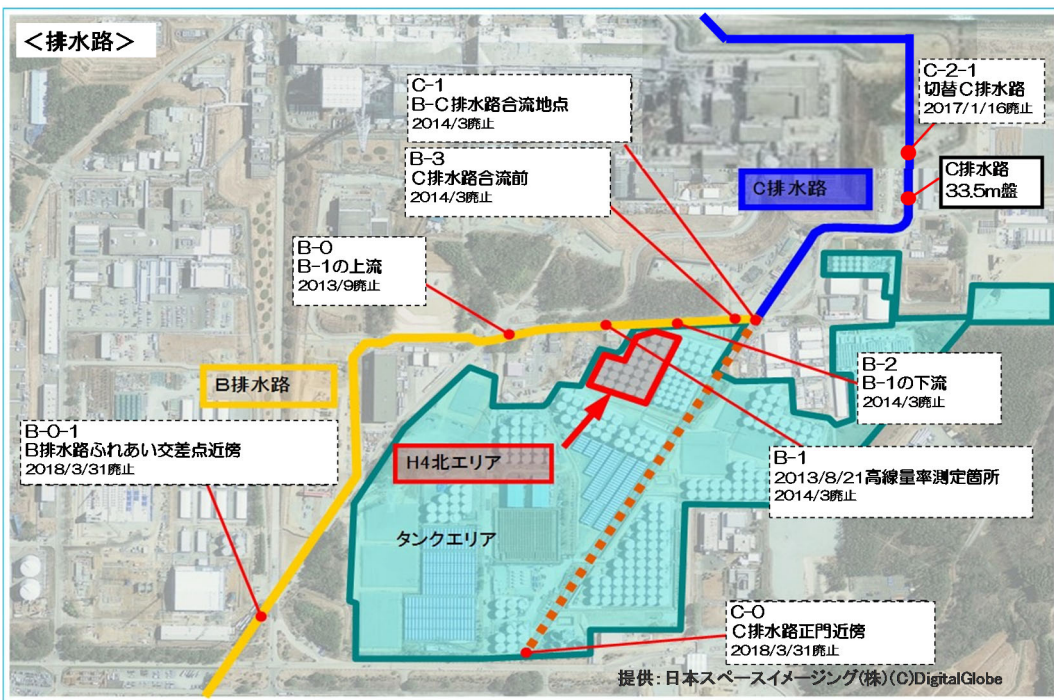 ＜排水路＞
C-2-1
切替C排水路
2017/1/16廃止
C-1
B-C排水路合流地点
2014/3廃止
B-3
C排水路合流前
2014/3廃止
C排水路
C排水路
33.5m盤
B-0
B-1の上流
2013/9廃止
B排水路
B-2
B-1の下流
2014/3廃止
B-0-1
B排水路ふれあい交差点近傍
2018/3/31廃止
H4北エリア
B-1
2013/8/21高線量率測定箇所
2014/3廃止
タンクエリア
C-0
C排水路正門近傍
2018/3/31廃止
提供：日本スペースイメージング(株)(C)DigitalGlobe